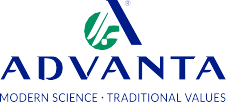 ®
ADVANTA
MODERN SCIENCE · TRADITIONAL VALUES